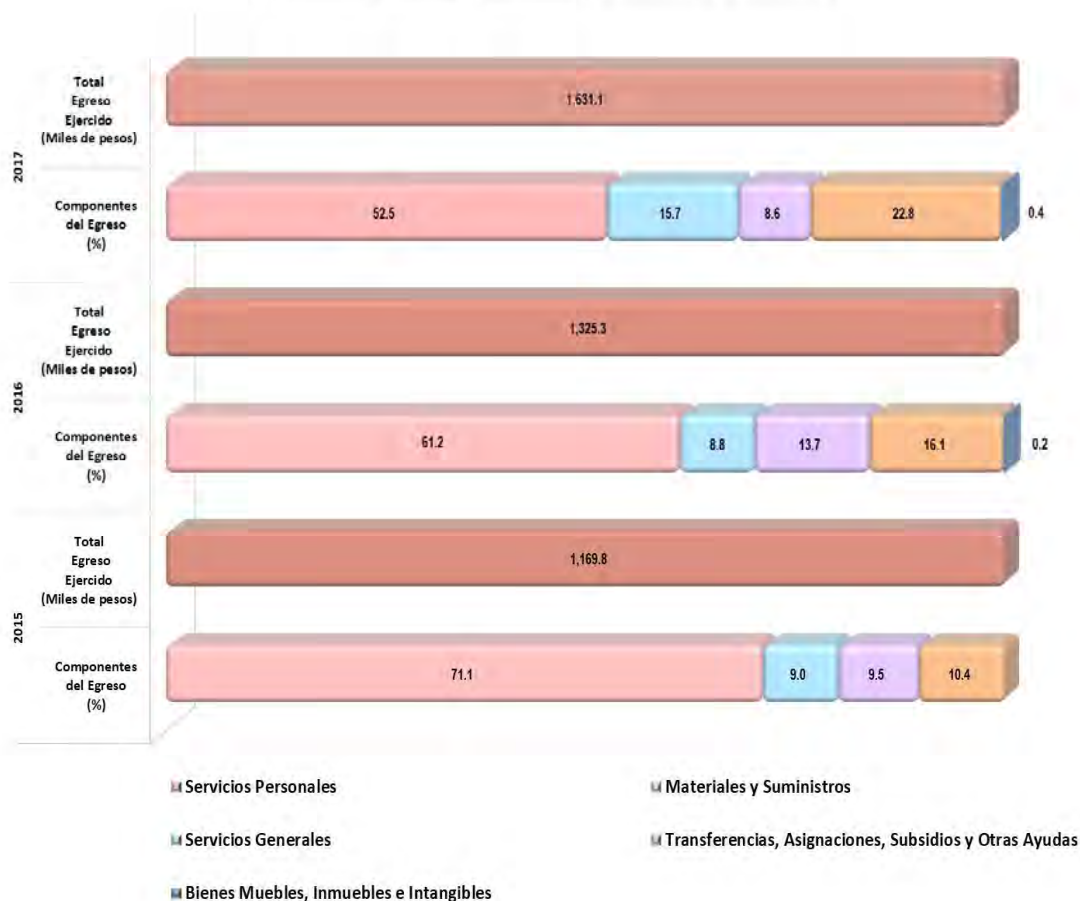 2017
Total
Egreso
Ejercido
(Miles de pesos)
1,631.1
Componentes
del Egreso
(%)
52.5 15.7 8.6 22.8 0.4
2016
Total
Egreso
Ejercido
(Miles de pesos)
1,325.3
Componentes
del Egreso
(%)
61.2 8.8 13.7 16.1 0.2
2015
Total
Egreso
Ejercido
(Miles de pesos)
1,169.8
Componentes
del Egreso
(%)
71.1 9.0 9.5 10.4
Servicios Personales
Materiales y Suministros
Servicios Generales
Transferencias, Asignaciones, Subsidios y Otras Ayudas
Bienes Muebles, Inmuebles e Intangibles